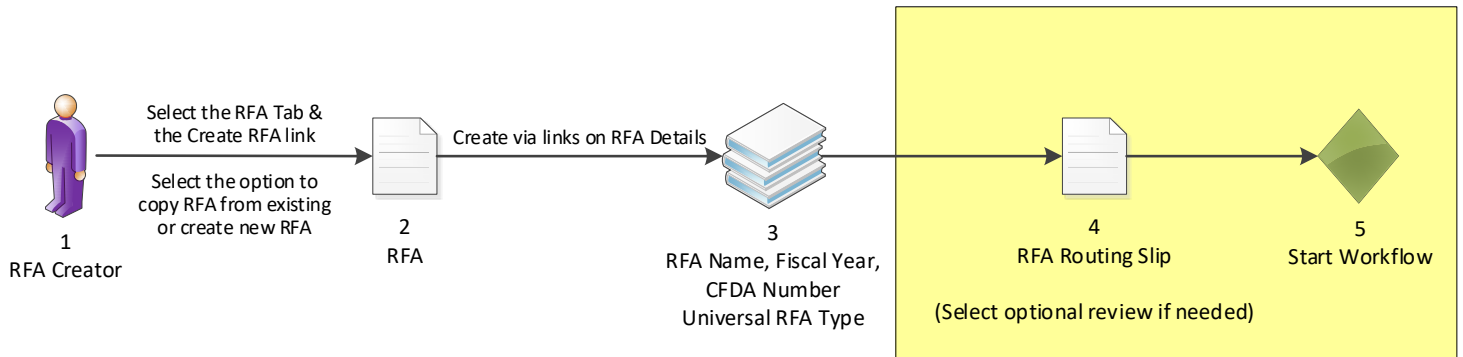 Select the RFA Tab &
the Create RFA link
Select the option to
copy RFA from existing
or create new RFA
1
RFA Creator
2
RFA
Create via links on RFA Details
3
RFA Name, Fiscal Year,
CFDA Number
Universal RFA Type
4
RFA Routing Slip
5
Start Workflow
(Select optional review if needed)